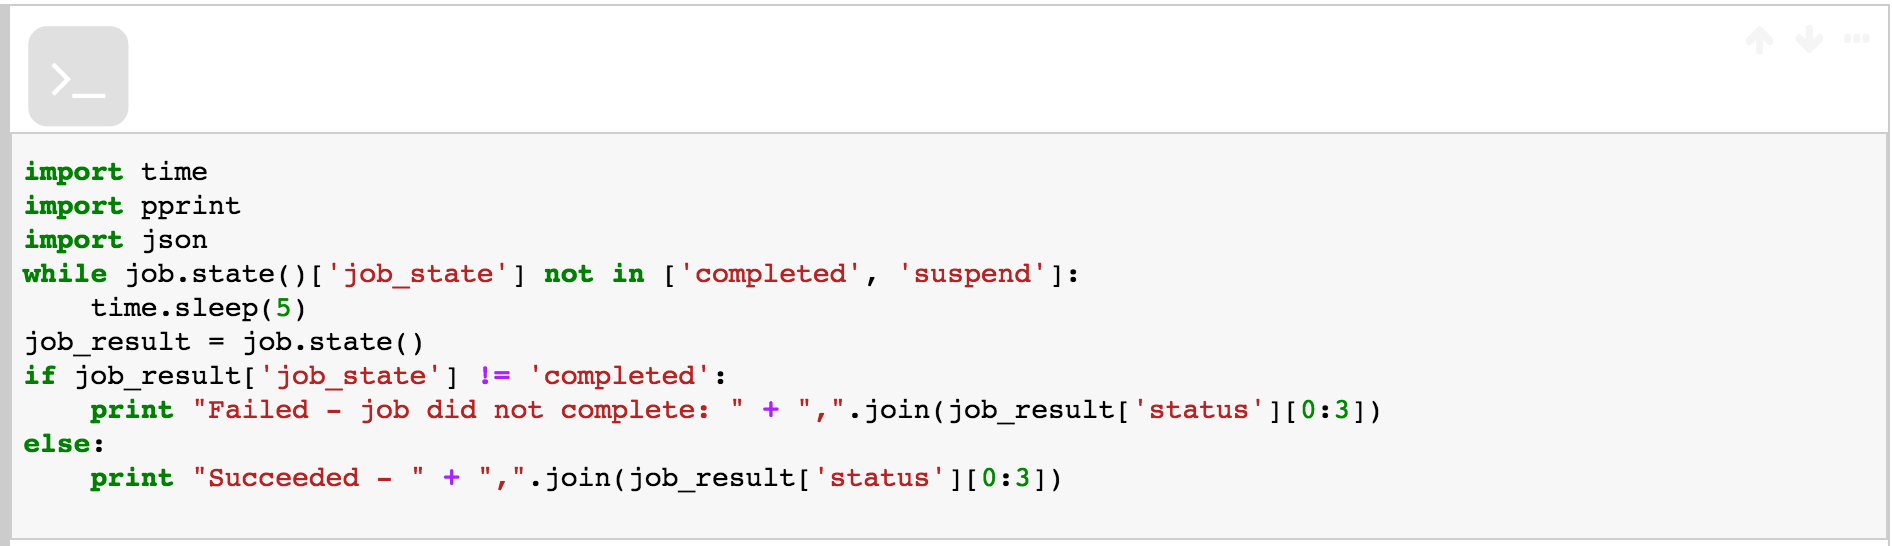 >_
import time
import pprint
import json
while job.state()['job_state'] not in ['completed', 'suspend']:
    time.sleep(5)
job_result = job.state()
if job_result['job_state'] != 'completed':
    print "Failed - job did not complete: " + ",".join(job_result['status'][0:3])
else:
    print "Succeeded - " + ",".join(job_result['status'][0:3])